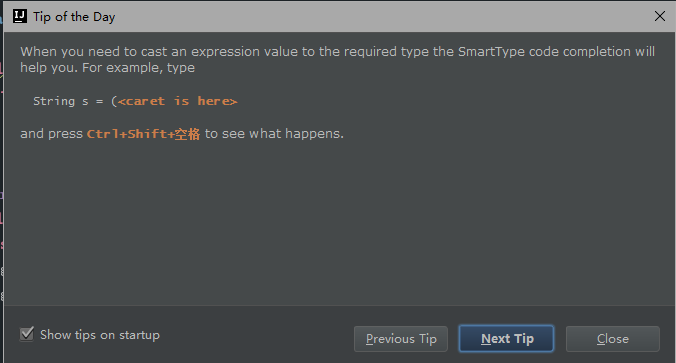 Tip of the Day
When you need to cast an expression value to the required type the SmartType code completion will
help you. For example, type
String s = (<caret is here>
and press Ctrl+Shift+空格 to see what happens.
Show tips on startup
Previous Tip
Next Tip
Close